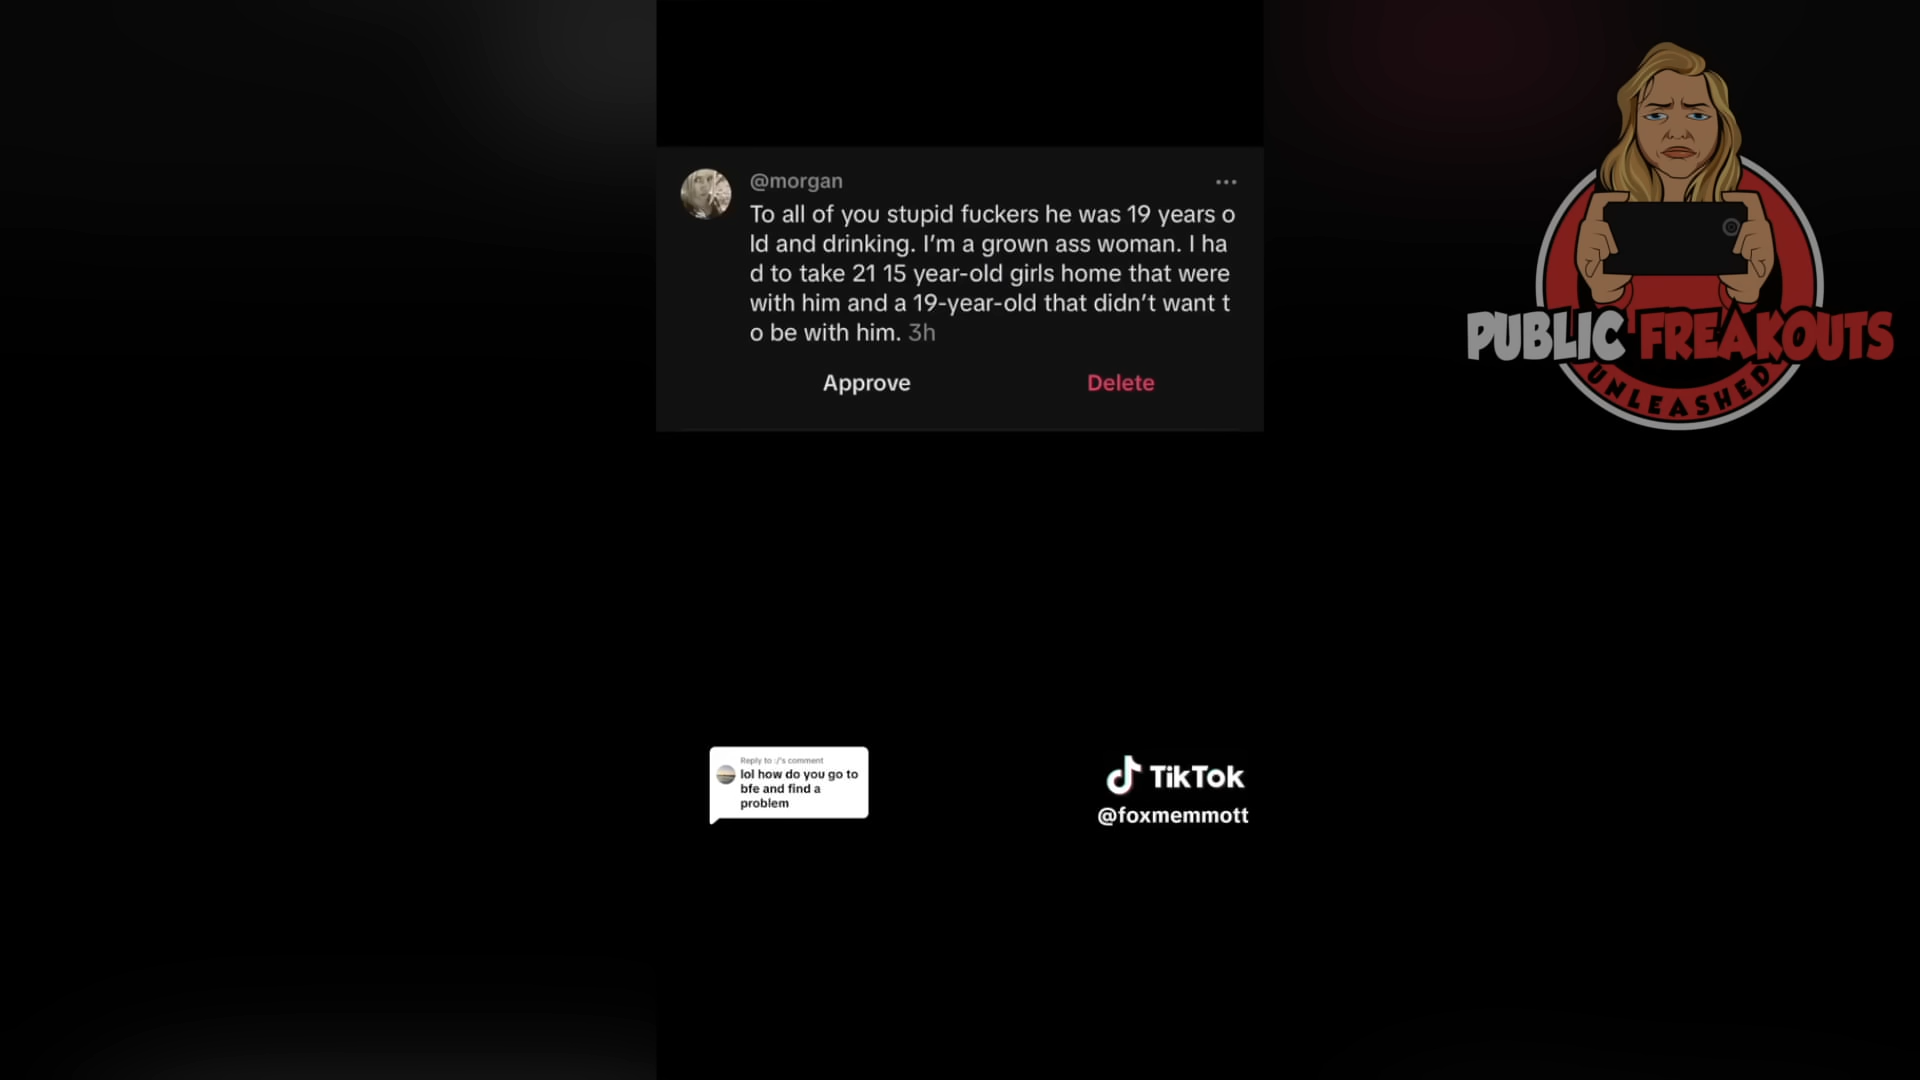 @morgan
To all of you stupid fuckers he was 19 years o
ld and drinking. I'm a grown ass woman. I ha
d to take 21 15 year-old girls home that were
with him and a 19-year-old that didn't want t
o be with him. 3h
Approve
Delete
PUBLIC FREAKOUTS
UNLEASHED
Reply to :/'s comment
lol how do you go to
bfe and find a
problem
TikTok
@foxmemmott